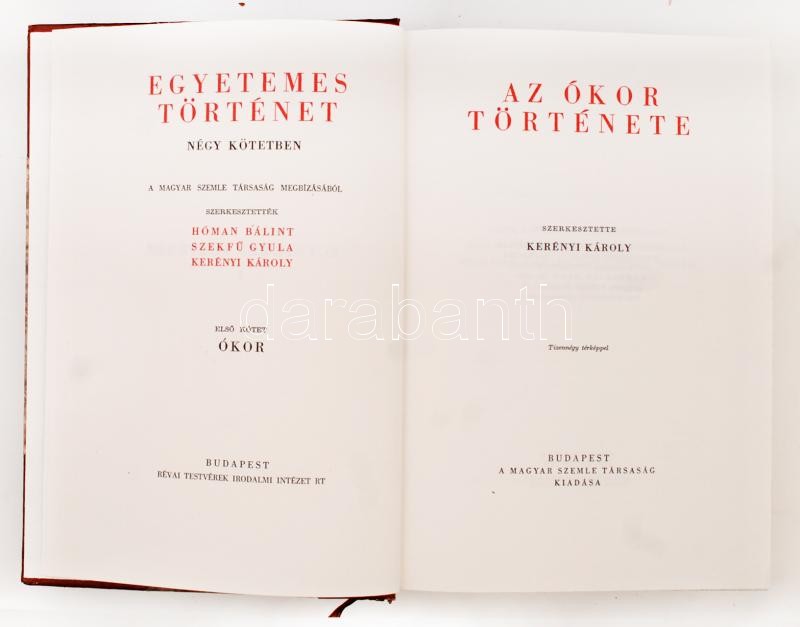 EGYETEMES
TÖRTÉNET
NÉGY KÖTETBEN
A MAGYAR SZEMLE TÁRSASÁG MEGBÍZÁSÁBÓL
SZERKESZTETTÉK
HÓMAN BÁLINT
SZEKFŰ GYULA
KERÉNYI KÁROLY
ELSŐ KÖTET
ÓKOR
BUDAPEST
RÉVAI TESTVÉREK IRODALMI INTÉZET RT
AZ ÓKOR
TÖRTÉNETE
SZERKESZTETTE
KERÉNYI KÁROLY
Tizennégy térképpel
BUDAPEST
A MAGYAR SZEMLE TÁRSASÁG
KIADÁSA
darabanth